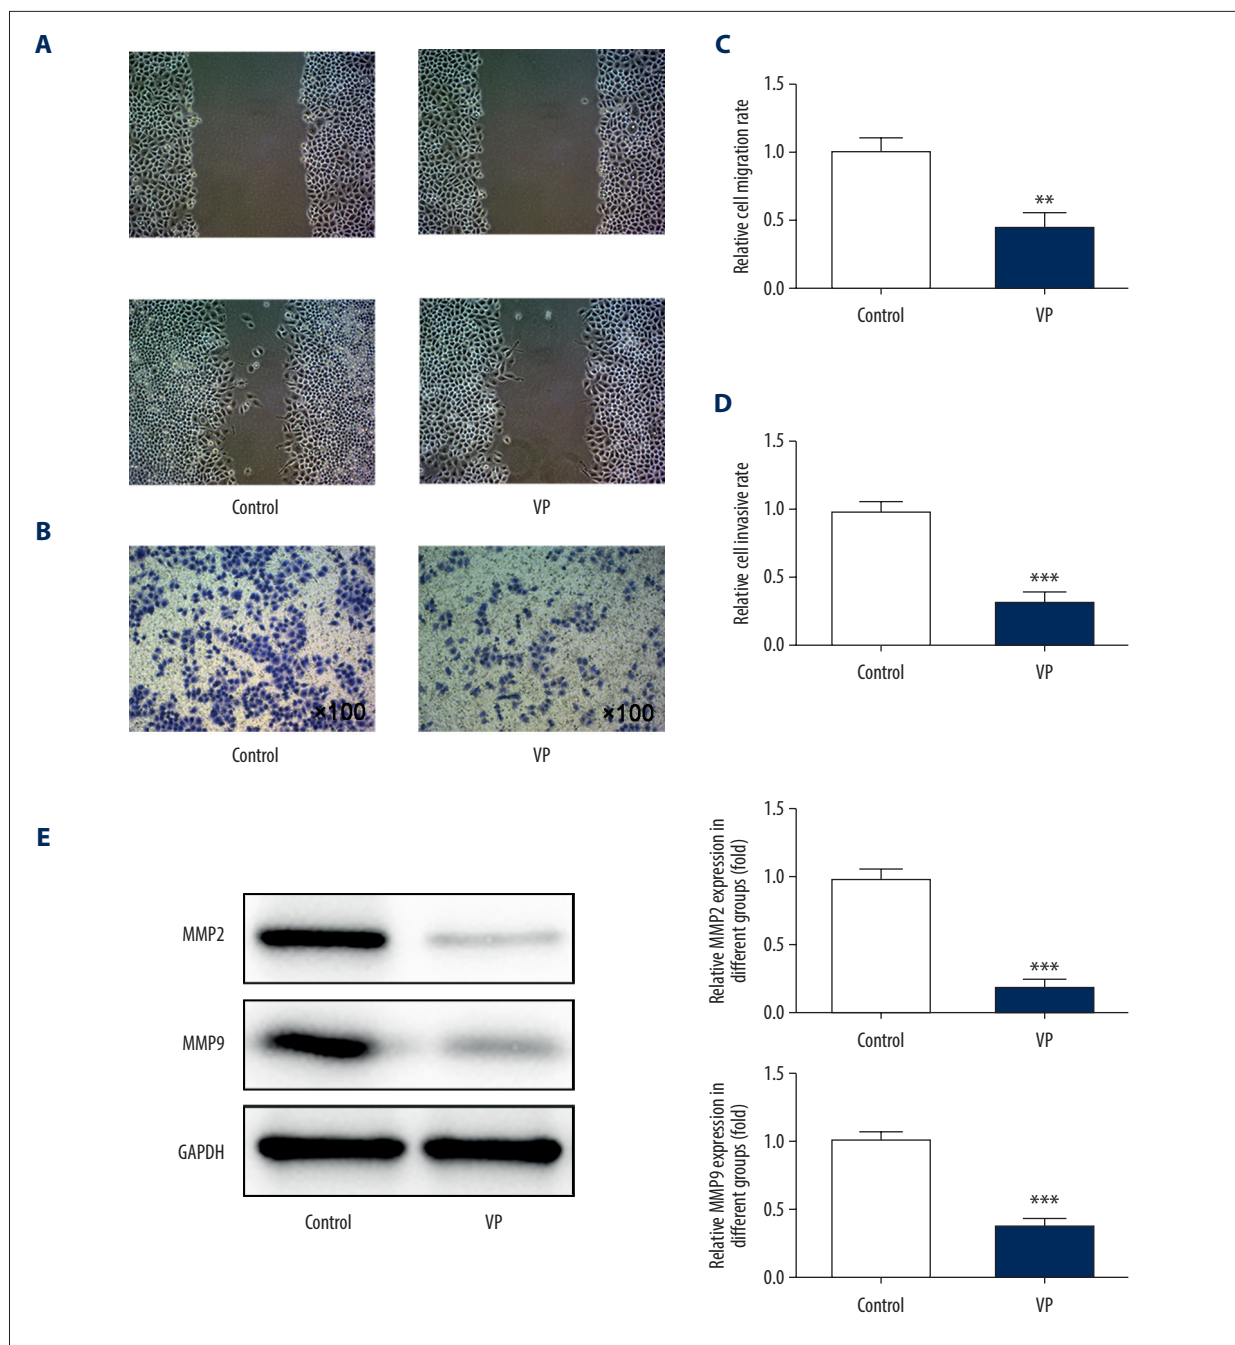 A
Control
VP
B
×100
×100
Control
VP
C
Relative cell migration rate
1.5
1.0
0.5
0.0
**
Control
VP
D
Relative cell invasive rate
1.5
1.0
0.5
0.0
***
Control
VP
E
MMP2
MMP9
GAPDH
Control
VP
Relative MMP2 expression in
different groups (fold)
1.5
1.0
0.5
0.0
***
Control
VP
Relative MMP9 expression in
different groups (fold)
1.5
1.0
0.5
0.0
***
Control
VP